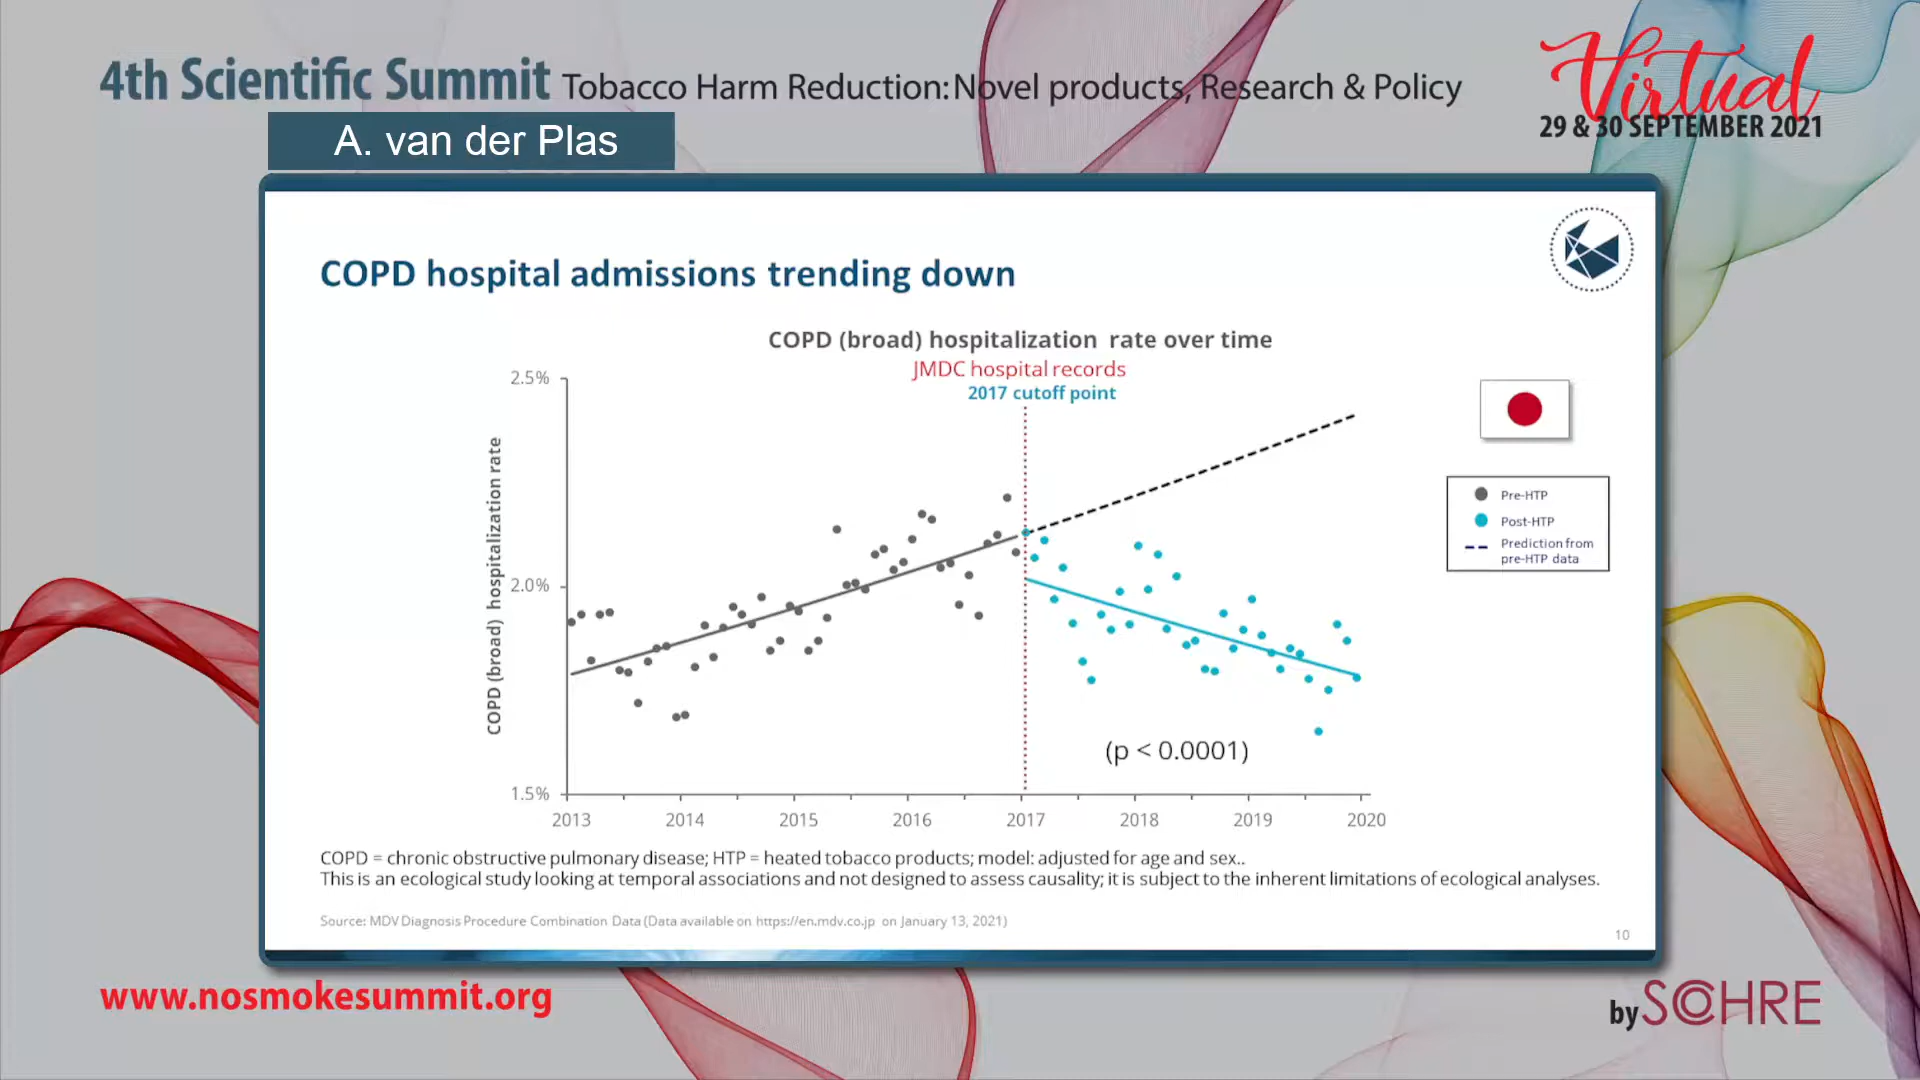 4th Scientific Summit Tobacco Harm Reduction: Novel products, Research & Policy
Virtual
29 & 30 SEPTEMBER 2021
A. van der Plas
COPD hospital admissions trending down
COPD (broad) hospitalization rate over time
JMDC hospital records
2017 cutoff point
COPD (broad) hospitalization rate
2.5%
2.0%
1.5%
2013 2014 2015 2016 2017 2018 2019 2020
(p < 0.0001)
Pre-HTP
Post-HTP
Prediction from
pre-HTP data
COPD = chronic obstructive pulmonary disease; HTP = heated tobacco products; model: adjusted for age and sex..
This is an ecological study looking at temporal associations and not designed to assess causality; it is subject to the inherent limitations of ecological analyses.
Source: MDV Diagnosis Procedure Combination Data (Data available on https://en.mdv.co.jp on January 13, 2021)
10
www.nosmokesummit.org
by SCOHRE